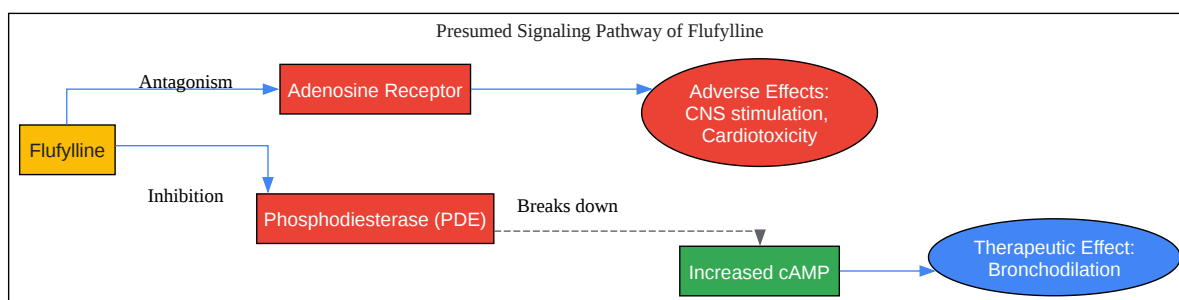 Presumed Signaling Pathway of Flufylline
Antagonism
Adenosine Receptor
Adverse Effects:
CNS stimulation,
Cardiotoxicity
Flufylline
Inhibition
Phosphodiesterase (PDE)
Breaks down
Increased cAMP
Therapeutic Effect:
Bronchodilation